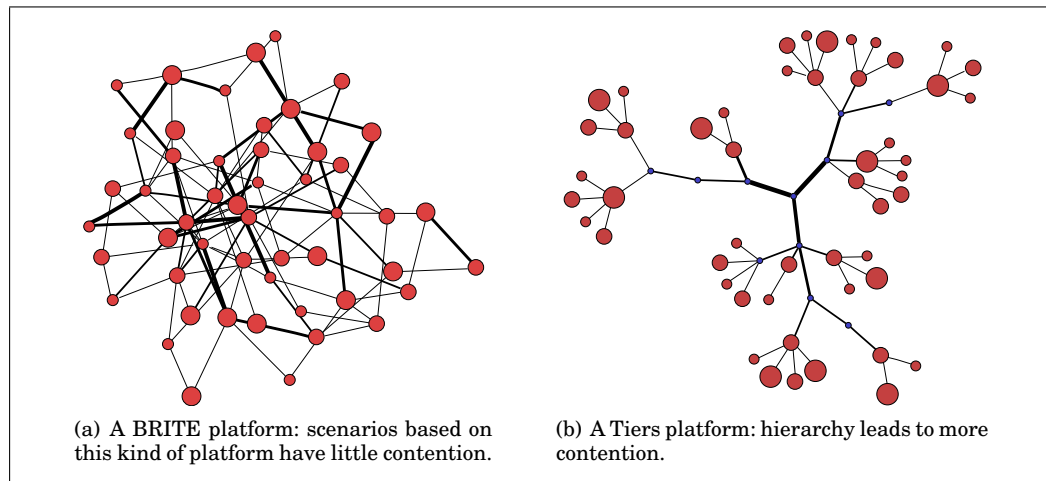 (a) A BRITE platform: scenarios based on
this kind of platform have little contention.
(b) A Tiers platform: hierarchy leads to more
contention.